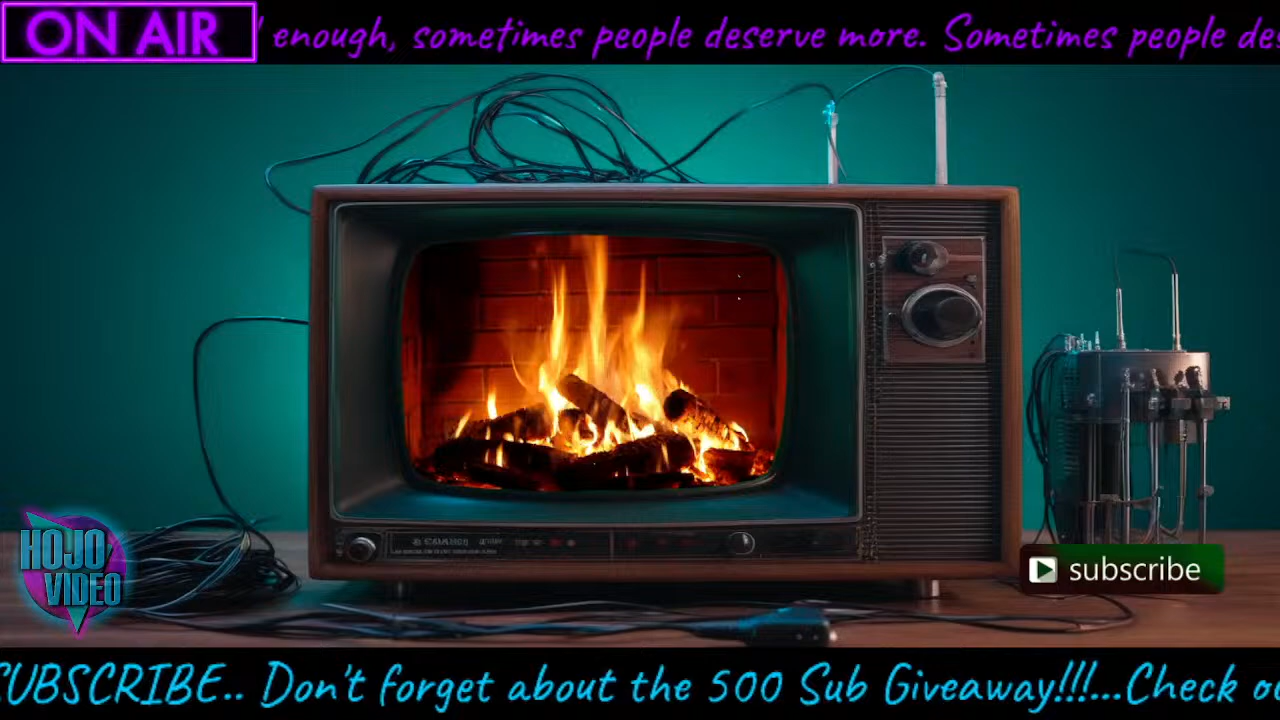 ON AIR
enough, sometimes people deserve more. Sometimes people de
HOJO
VIDEO
subscribe
SUBSCRIBE.. Don't forget about the 500 Sub Giveaway!!!...Check o